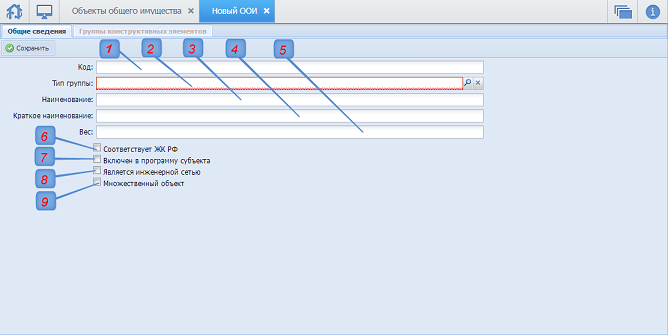 Объекты общего имущества Новый ООИ
Общие сведения Группы конструктивных элементов
Сохранить 1 2 3 4 5
Код:
Тип группы:
Наименование:
Краткое наименование:
Вес:
6 Соответствует ЖК РФ
7 Включен в программу субъекта
8 Является инженерной сетью
9 Множественный объект